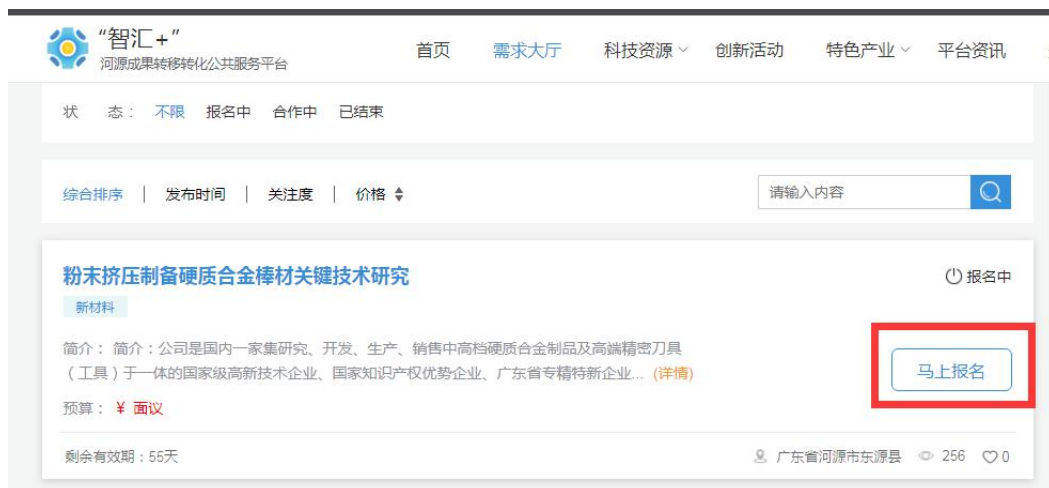 “智汇+”
河源成果转移转化公共服务平台
首页 需求大厅 科技资源 创新活动 特色产业 平台资讯
状 态： 不限 报名中 合作中 已结束
综合排序 | 发布时间 | 关注度 | 价格
请输入内容
粉末挤压制备硬质合金棒材关键技术研究
报名中
新材料
简介： 简介：公司是国内一家集研究、开发、生产、销售中高档硬质合金制品及高端精密刀具
（工具）于一体的国家级高新技术企业、国家知识产权优势企业、广东省专精特新企业... (详情)
马上报名
预算： ¥ 面议
剩余有效期：55天
广东省河源市东源县 256 0